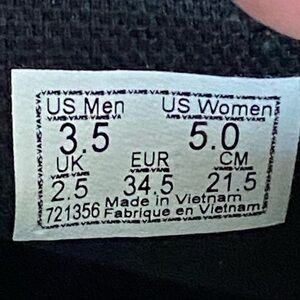 US Men US Women
3.5 5.0
UK EUR CM
2.5 34.5 21.5
Made in Vietnam
721356 Fabrique en Vietnam